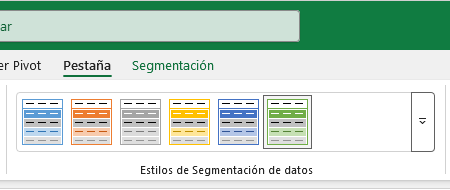 ar
er Pivot Pestaña Segmentación
Estilos de Segmentación de datos